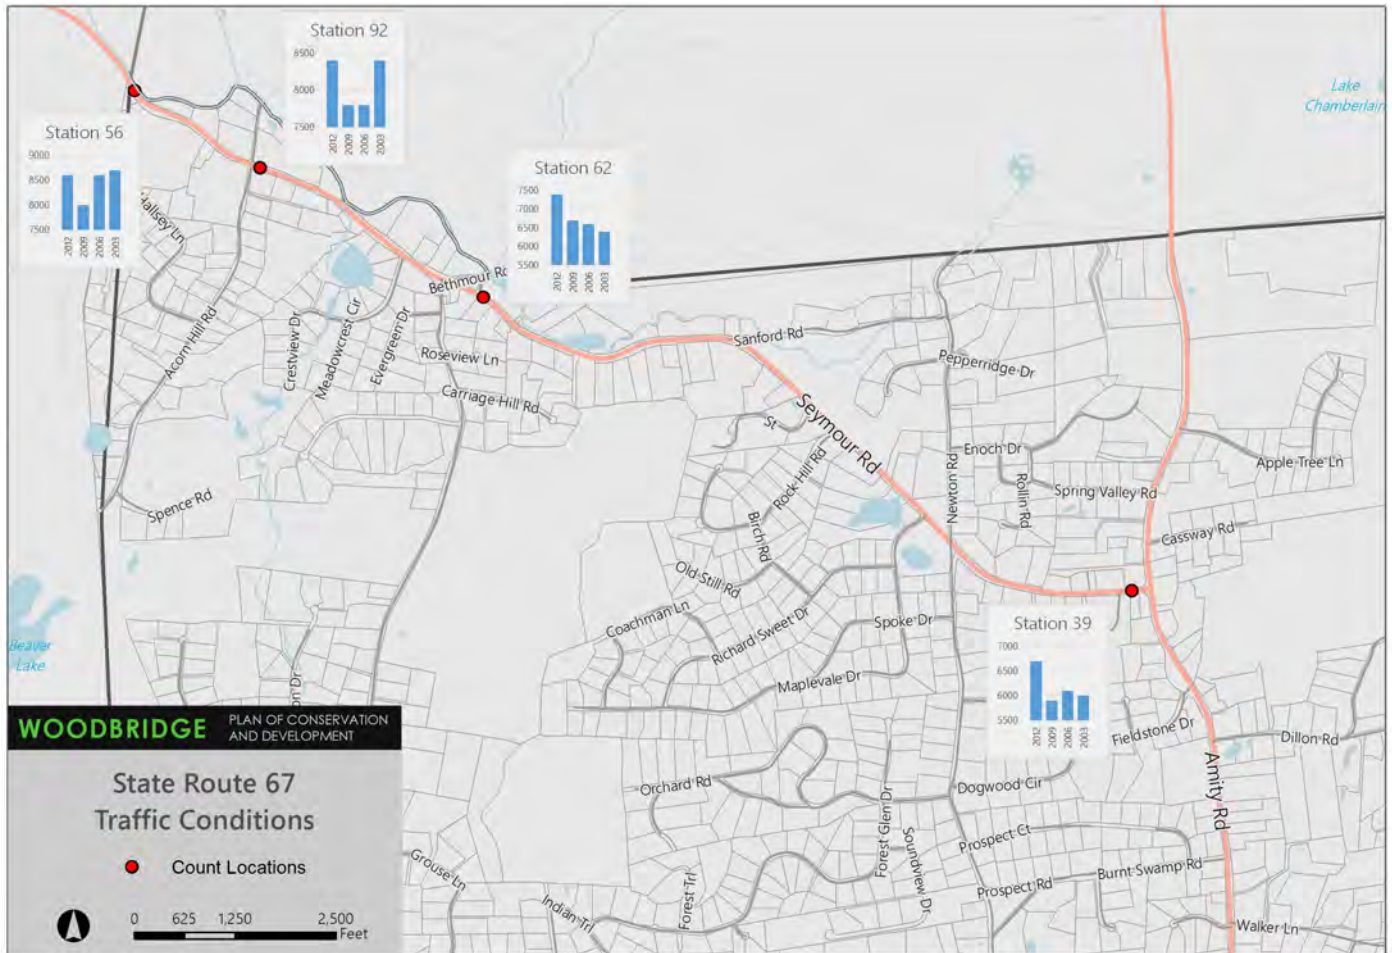 Station 92
8500
8000
7500
2012
2009
2006
2003
Lake
Chamberlain
Station 56
9000
8500
8000
7500
2012
2009
2006
2003
Station 62
7500
7000
6500
6000
5500
2012
2009
2006
2003
Hallsey Ln
Bethmour Rd
Acorn Hill Rd
Crestview Dr
Meadowcrest Cir
Evergreen Dr
Roseview Ln
Carriage Hill Rd
Sanford Rd
Pepperridge Dr
Seymour Rd
St
Rock Hill Rd
Enoch Dr
Newton Rd
Rollin Rd
Spring Valley Rd
Apple Tree Ln
Spence Rd
Birch Rd
Cassway Rd
Old Still Rd
Coachman Ln
Richard Sweet Dr
Spoke Dr
Maplevale Dr
Beaver
Lake
on Dr
Station 39
7000
6500
6000
5500
2012
2009
2006
2003
Fieldstone Dr
Dillon Rd
Amity Rd
Orchard Rd
Dogwood Cir
Forest Glen Dr
Soundview Dr
Prospect Ct
Burnt Swamp Rd
Prospect Rd
Grouse Ln
Forest Trl
Indian Trl
Walker Ln
WOODBRIDGE
PLAN OF CONSERVATION
AND DEVELOPMENT
State Route 67
Traffic Conditions
Count Locations
0 625 1,250 2,500
Feet